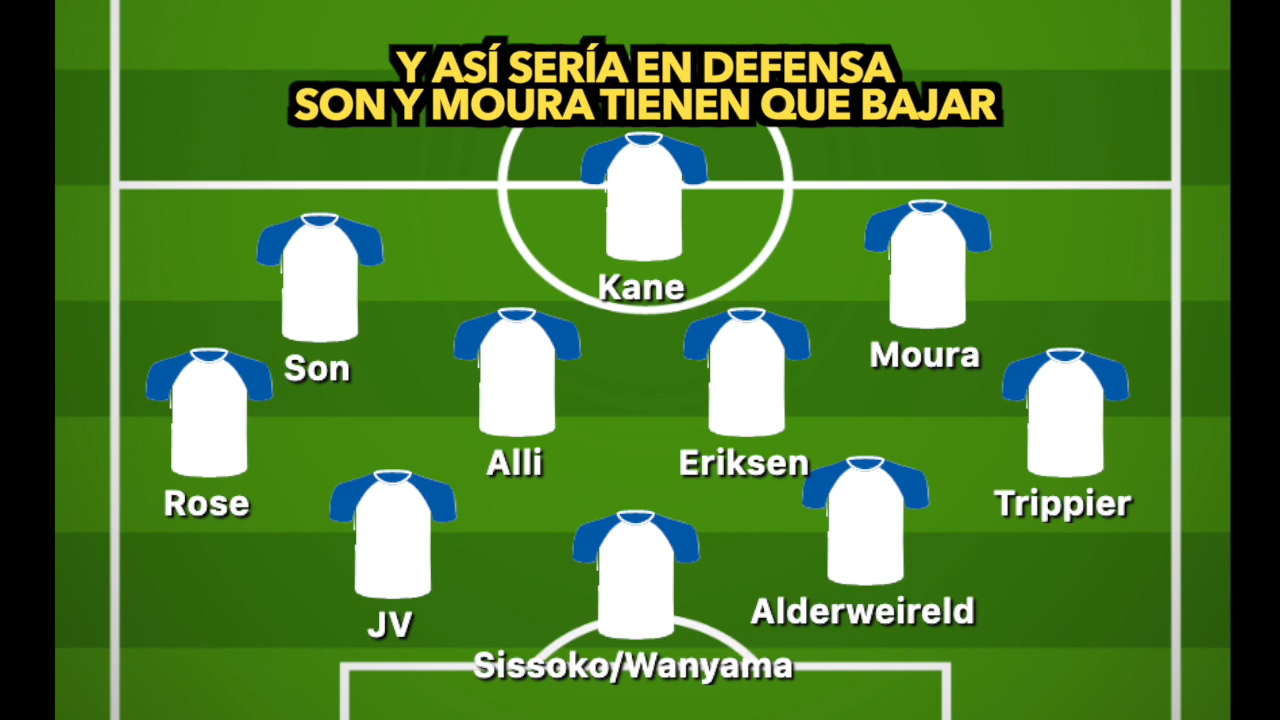 Y ASÍ SERÍA EN DEFENSA
SON Y MOURA TIENEN QUE BAJAR
Kane
Son
Moura
Alli
Eriksen
Rose
Trippier
JV
Alderweireld
Sissoko/Wanyama